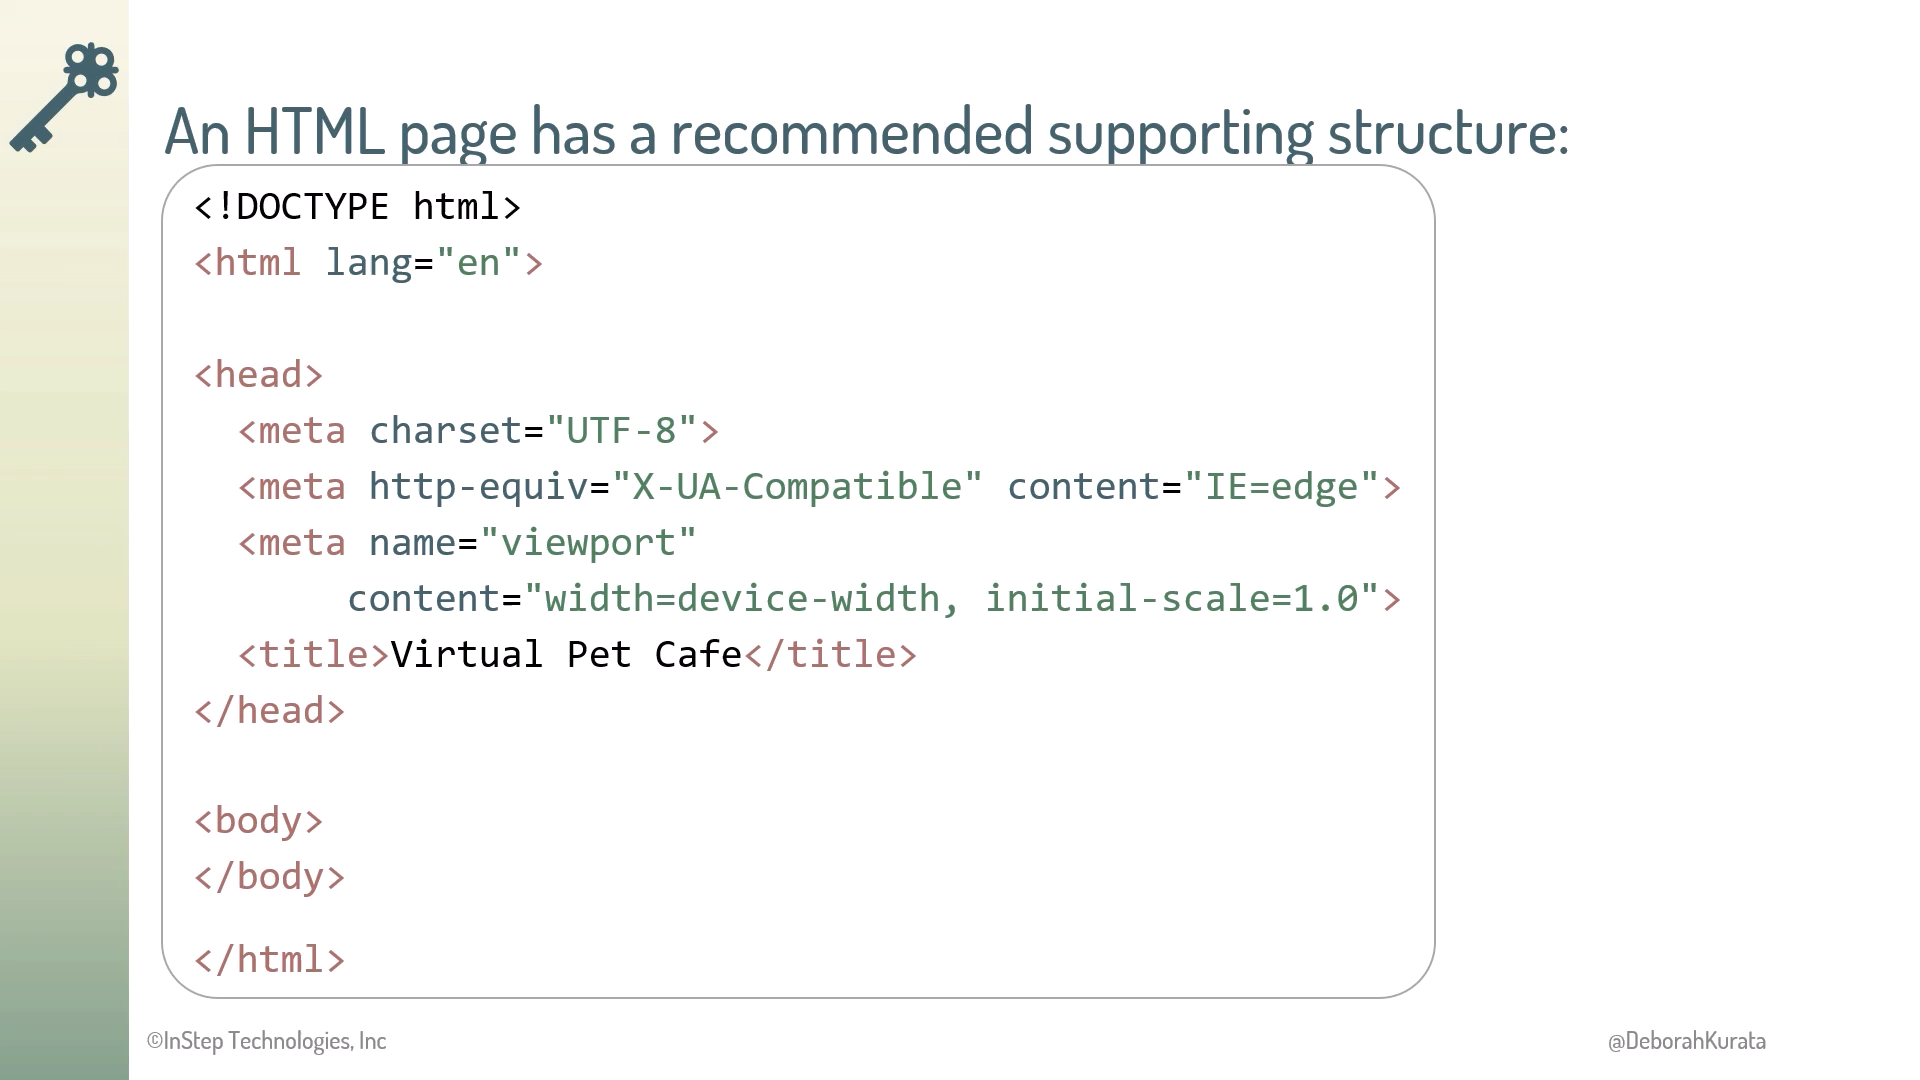 An HTML page has a recommended supporting structure:
<!DOCTYPE html>
<html lang="en">
<head>
  <meta charset="UTF-8">
  <meta http-equiv="X-UA-Compatible" content="IE=edge">
  <meta name="viewport"
       content="width=device-width, initial-scale=1.0">
  <title>Virtual Pet Cafe</title>
</head>
<body>
</body>
</html>
©InStep Technologies, Inc
@DeborahKurata